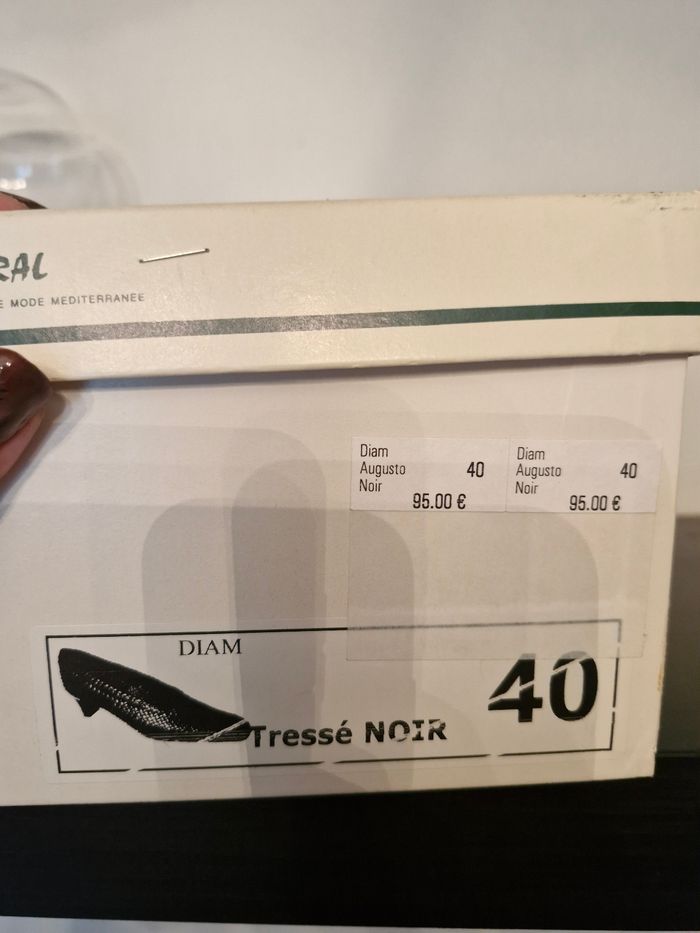 RAL
E MODE MEDITERRANEE
Diam
Augusto 40
Noir
95.00 €
Diam
Augusto 40
Noir
95.00 €
DIAM
Tressé NOIR
40